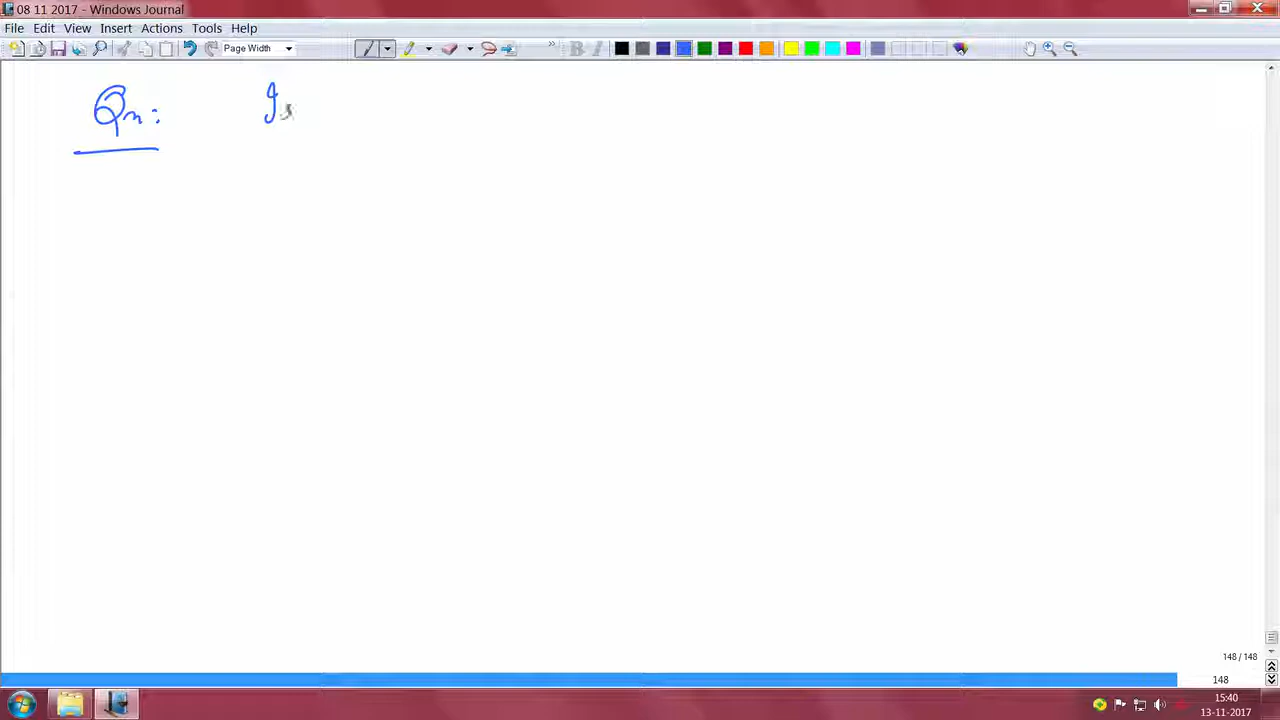 08 11 2017 - Windows Journal
File Edit View Insert Actions Tools Help
Page Width
B I
Qn: Is
148 / 148
148
15:40
13-11-2017